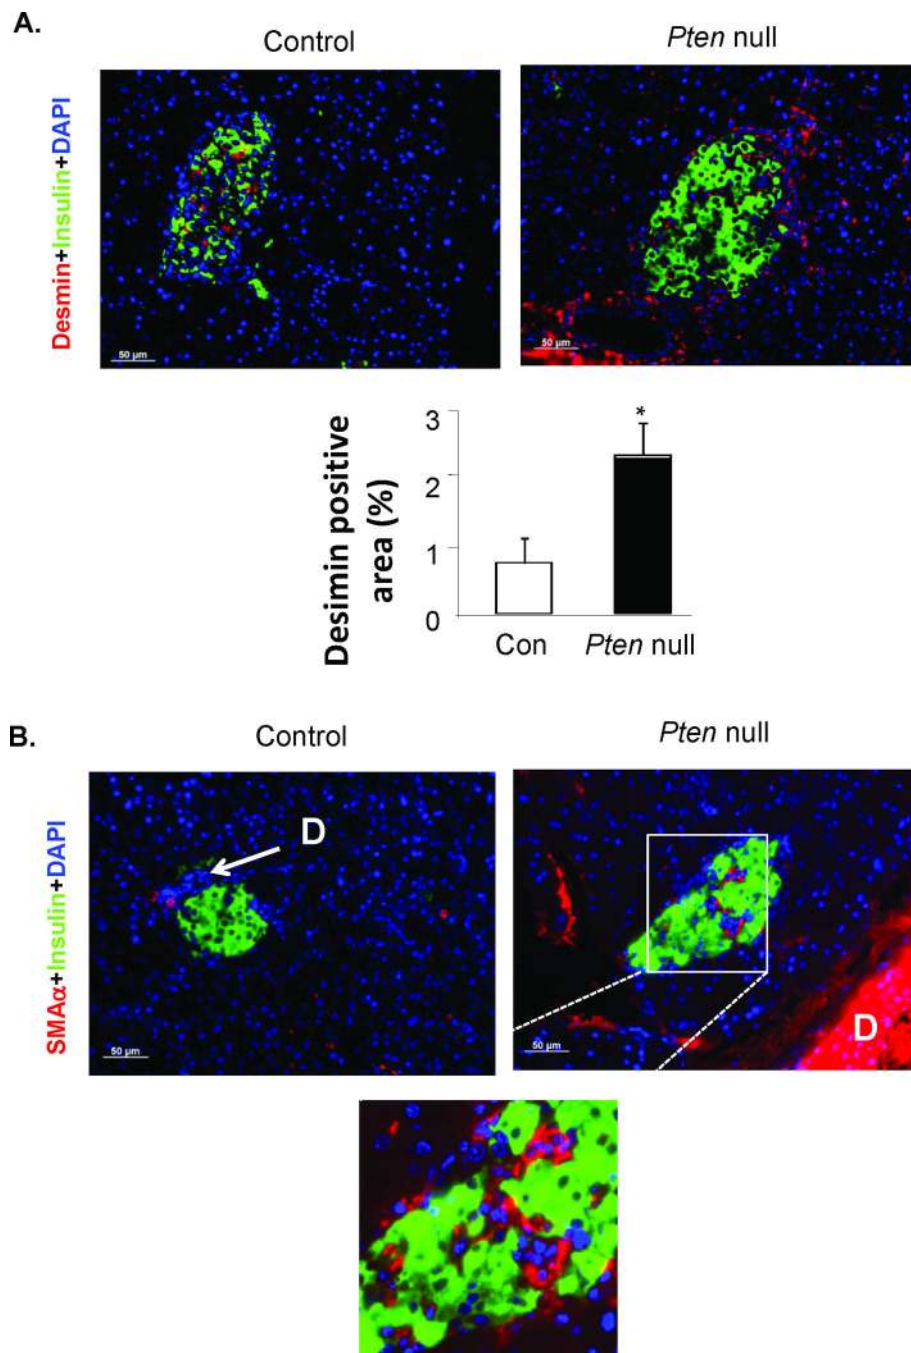 A.
Control
Pten null
Desmin+Insulin+DAPI
50 µm
50 µm
Desimin positive
area (%)
3
2
1
0
*
Con
Pten null
B.
Control
Pten null
SMAα+Insulin+DAPI
D
50 µm
D
50 µm